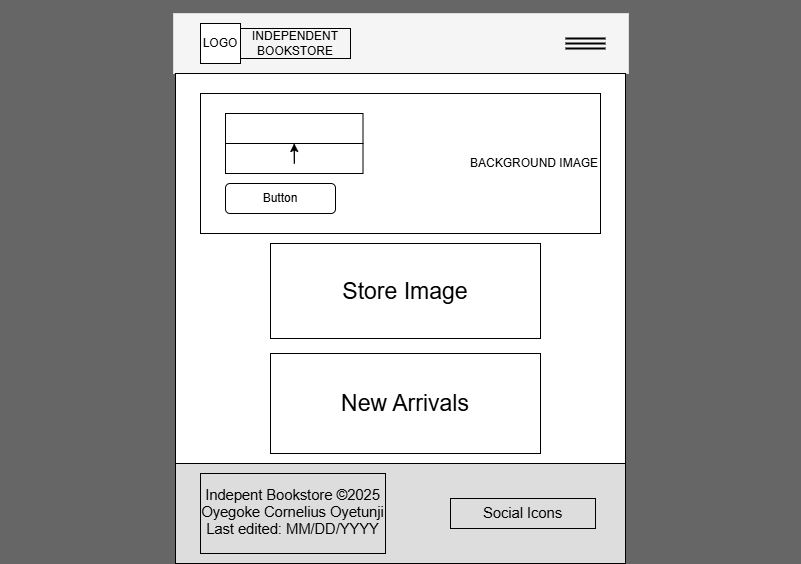 LOGO
INDEPENDENT
BOOKSTORE
BACKGROUND IMAGE
Button
Store Image
New Arrivals
Indepent Bookstore ©2025
Oyegoke Cornelius Oyetunji
Last edited: MM/DD/YYYY
Social Icons